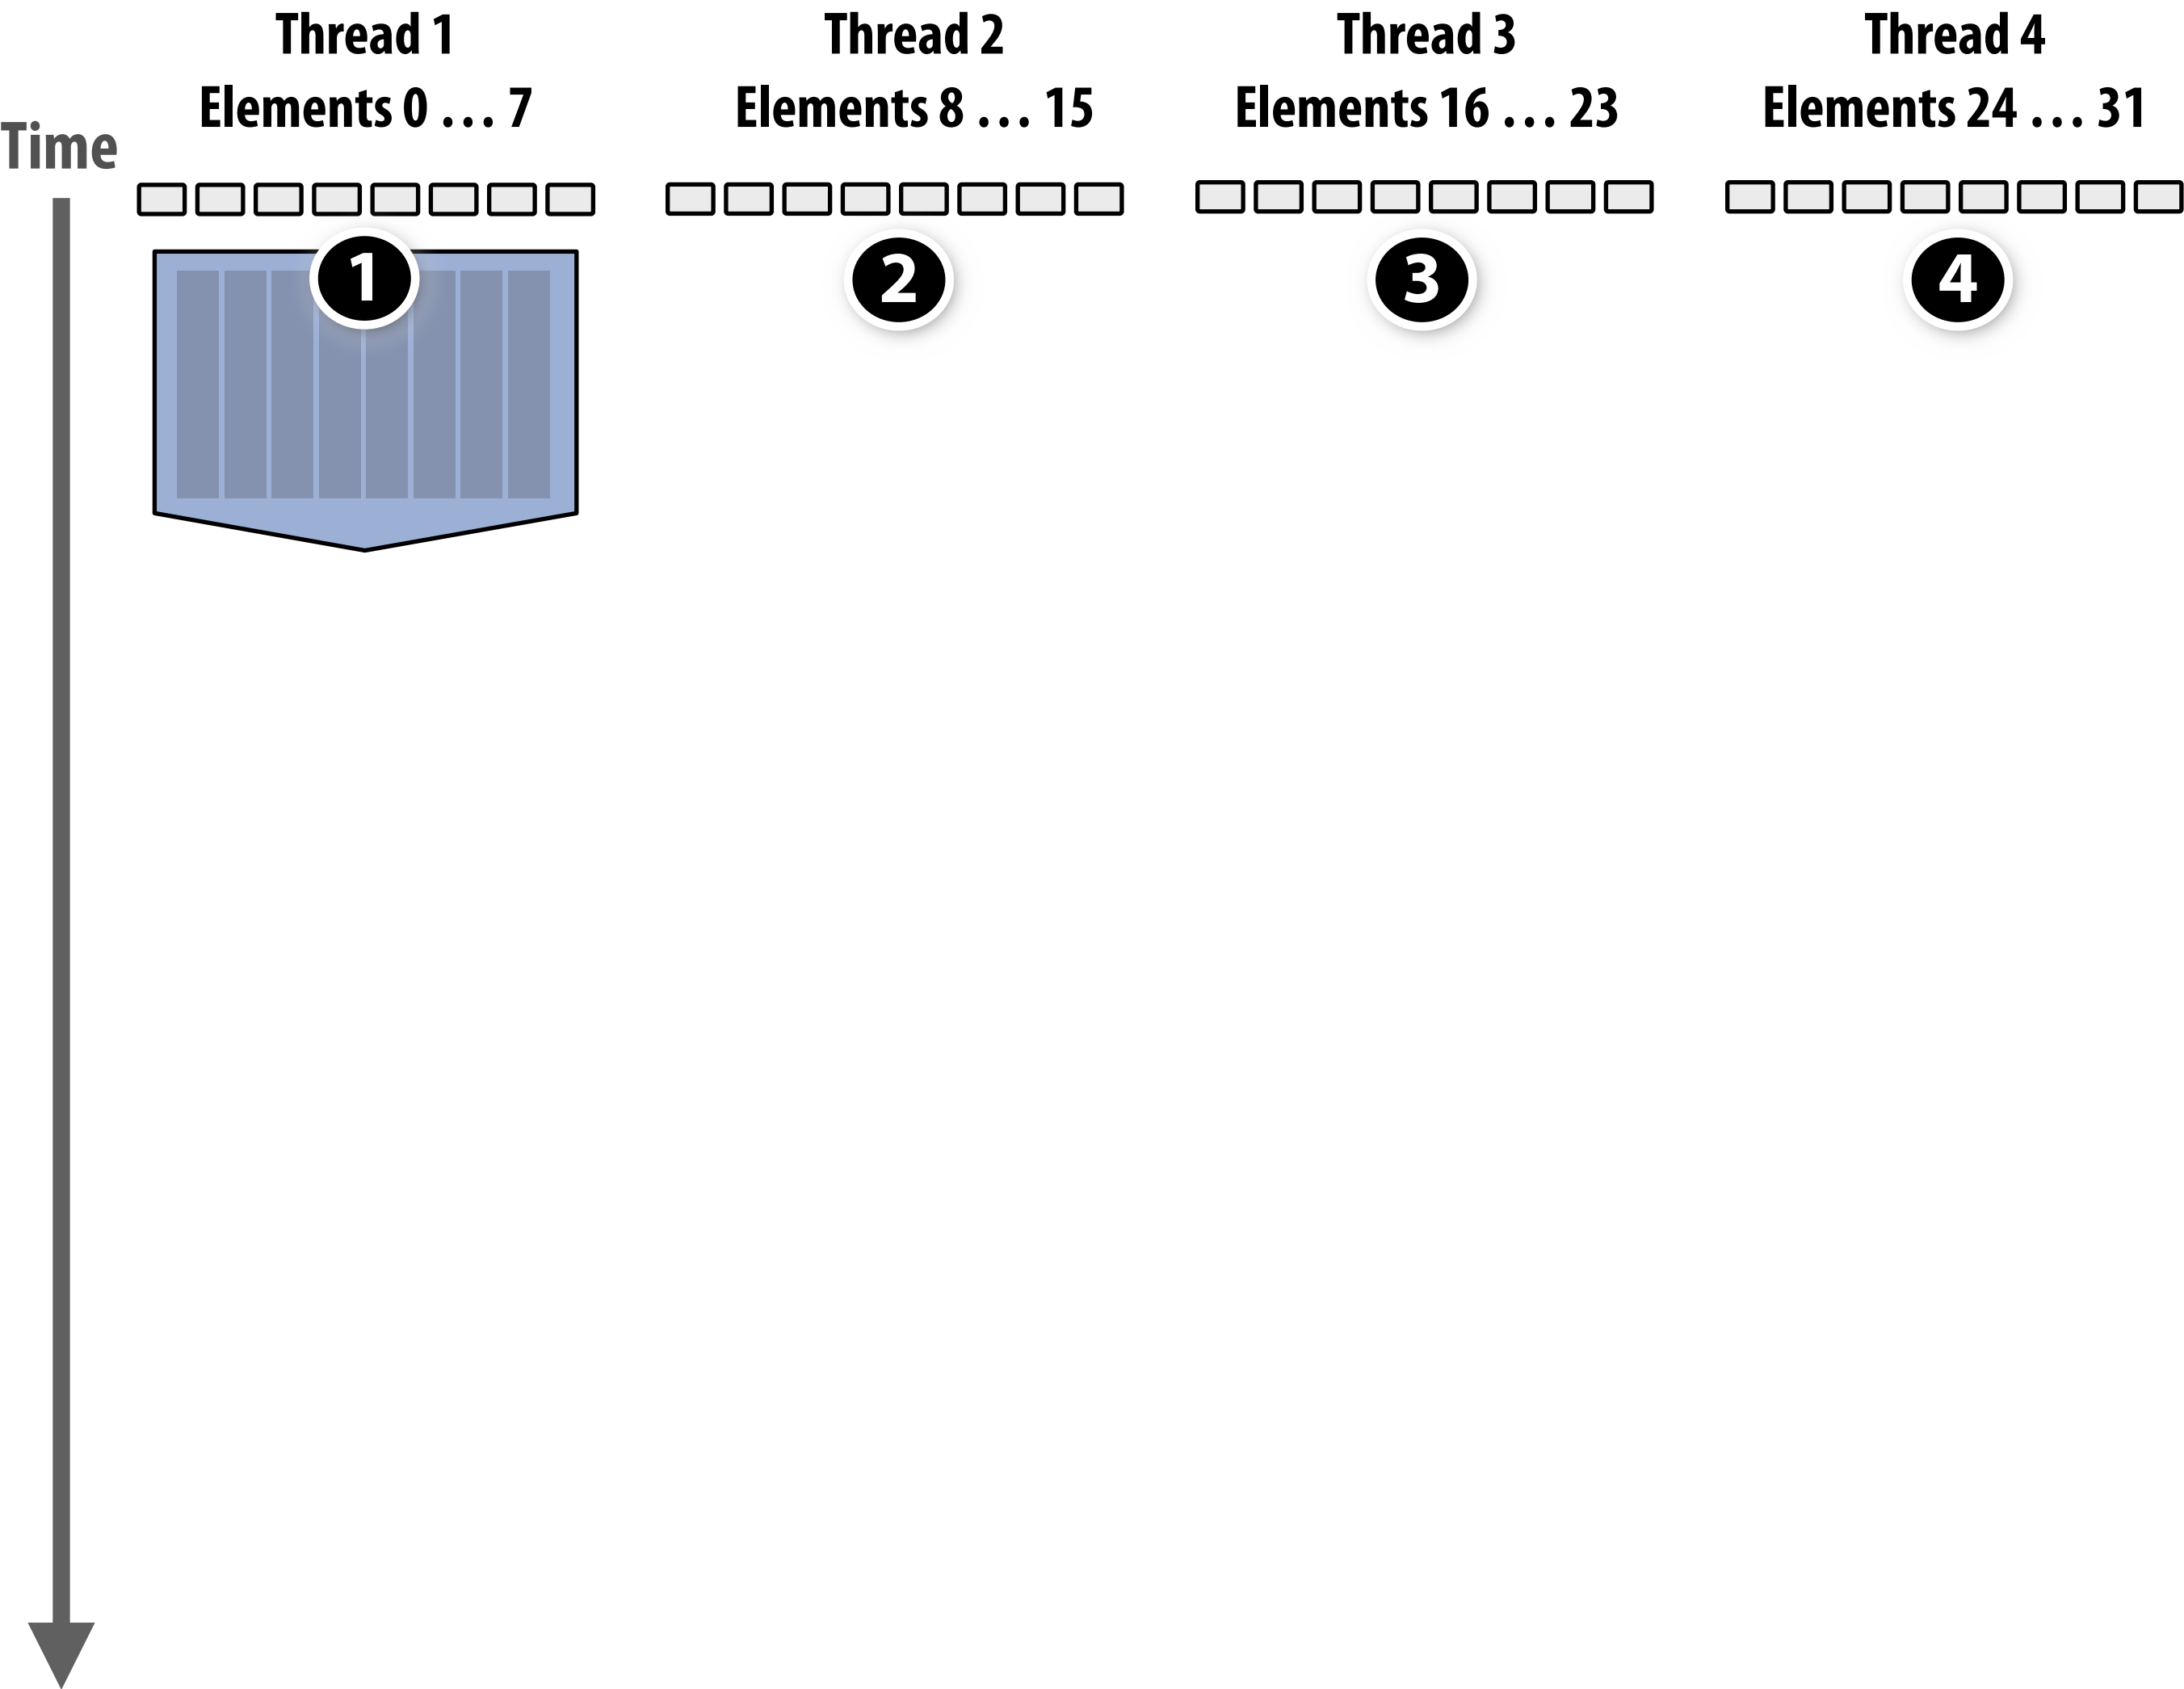 Thread 1
Thread 2
Thread 3
Thread 4
Elements 0 . . . 7
Elements 8 . . . 15
Elements 16 . . . 23
Elements 24 . . . 31
Time
1
2
3
4